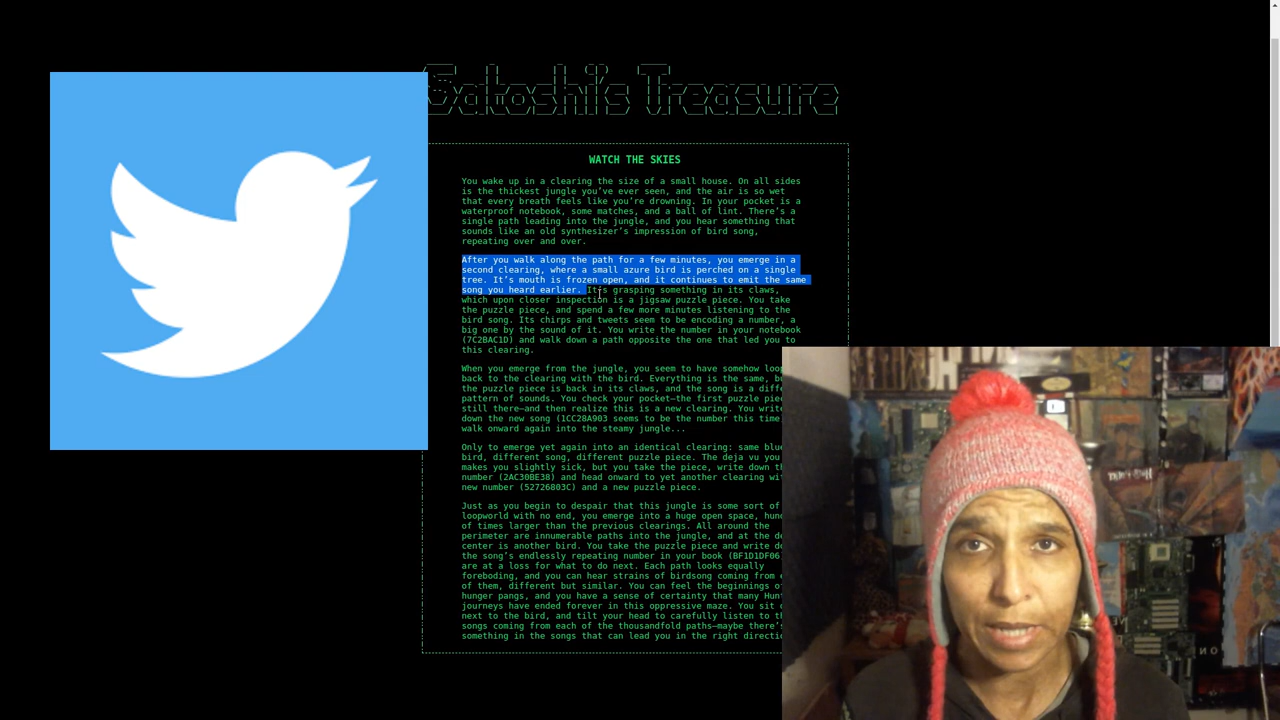 Satoshi's Treasure
WATCH THE SKIES
You wake up in a clearing the size of a small house. On all sides
is the thickest jungle you've ever seen, and the air is so wet
that every breath feels like you're drowning. In your pocket is a
waterproof notebook, some matches, and a ball of lint. There's a
single path leading into the jungle, and you hear something that
sounds like an old synthesizer's impression of bird song,
repeating over and over.
After you walk along the path for a few minutes, you emerge in a
second clearing, where a small azure bird is perched on a single
tree. It's mouth is frozen open, and it continues to emit the same
song you heard earlier. It's grasping something in its claws,
which upon closer inspection is a jigsaw puzzle piece. You take
the puzzle piece, and spend a few more minutes listening to the
bird song. Its chirps and tweets seem to be encoding a number, a
big one by the sound of it. You write the number in your notebook
(7C2BAC1D) and walk down a path opposite the one that led you to
this clearing.
When you emerge from the jungle, you seem to have somehow
back to the clearing with the bird. Everything is the same,
the puzzle piece is back in its claws, and the song is a
pattern of sounds. You check your pocket—the first puzzle
still there—and then realize this is a new clearing. You
down the new song (1CC28A903 seems to be the number this time
walk onward again into the steamy jungle...
Only to emerge yet again into an identical clearing: same
bird, different song, different puzzle piece. The deja vu you
makes you slightly sick, but you take the piece, write down
number (2AC30BE38) and head onward to yet another clearing
new number (52726803C) and a new puzzle piece.
Just as you begin to despair that this jungle is some sort of
loopworld with no end, you emerge into a huge open space,
of times larger than the previous clearings. All around the
perimeter are innumerable paths into the jungle, and at the
center is another bird. You take the puzzle piece and write
the song's endlessly repeating number in your book (BF1D1DF06
are at a loss for what to do next. Each path looks equally
foreboding, and you can hear strains of birdsong coming from
of them, different but similar. You can feel the beginnings
hunger pangs, and you have a sense of certainty that many
journeys have ended forever in this oppressive maze. You sit
next to the bird, and tilt your head to carefully listen to
songs coming from each of the thousandfold paths—maybe there's
something in the songs that can lead you in the right